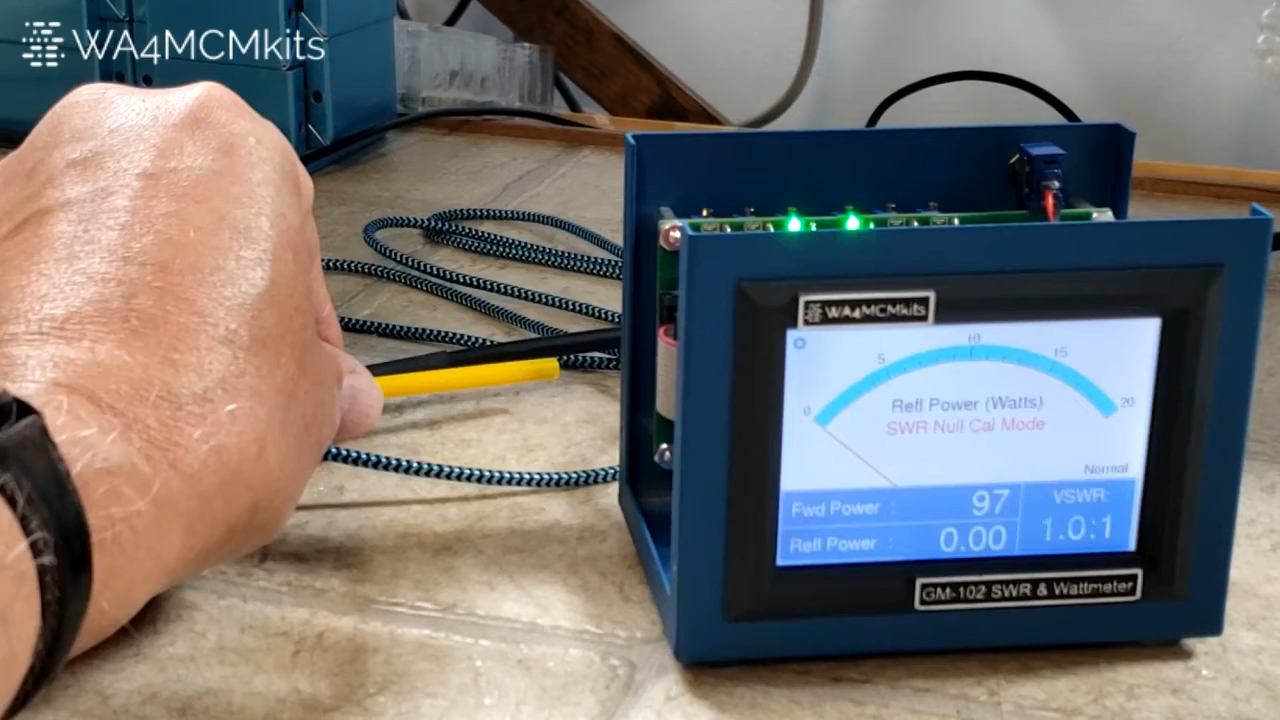 WA4MCMkits
WA4MCMkits
0 5 10 15 20
Refl Power (Watts)
SWR Null Cal Mode
Normal
Fwd Power : 97
VSWR:
1.0:1
Refl Power : 0.00
GM-102 SWR & Wattmeter